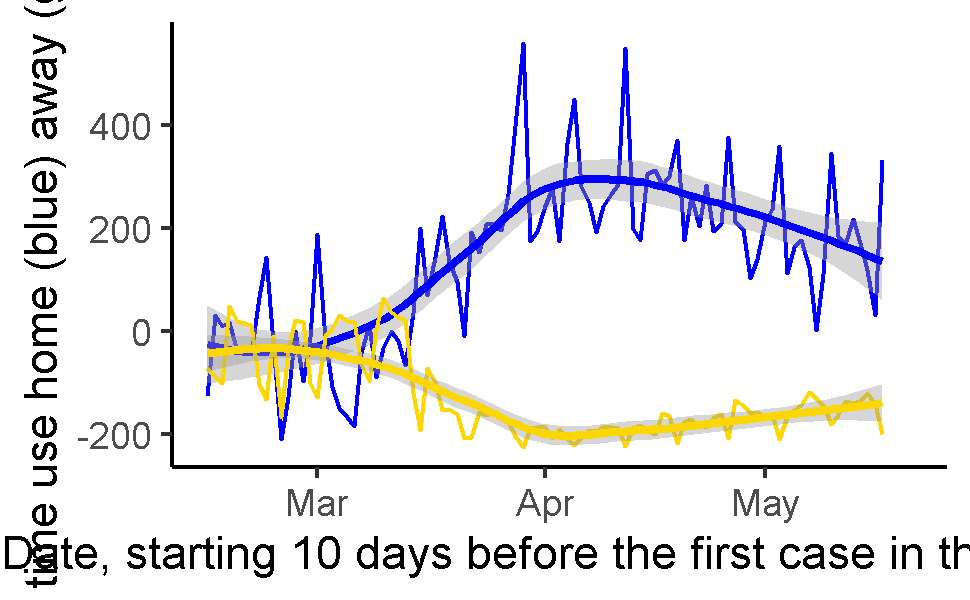 time use home (blue) away (
400
200
0
-200
Mar Apr May
Date, starting 10 days before the first case in